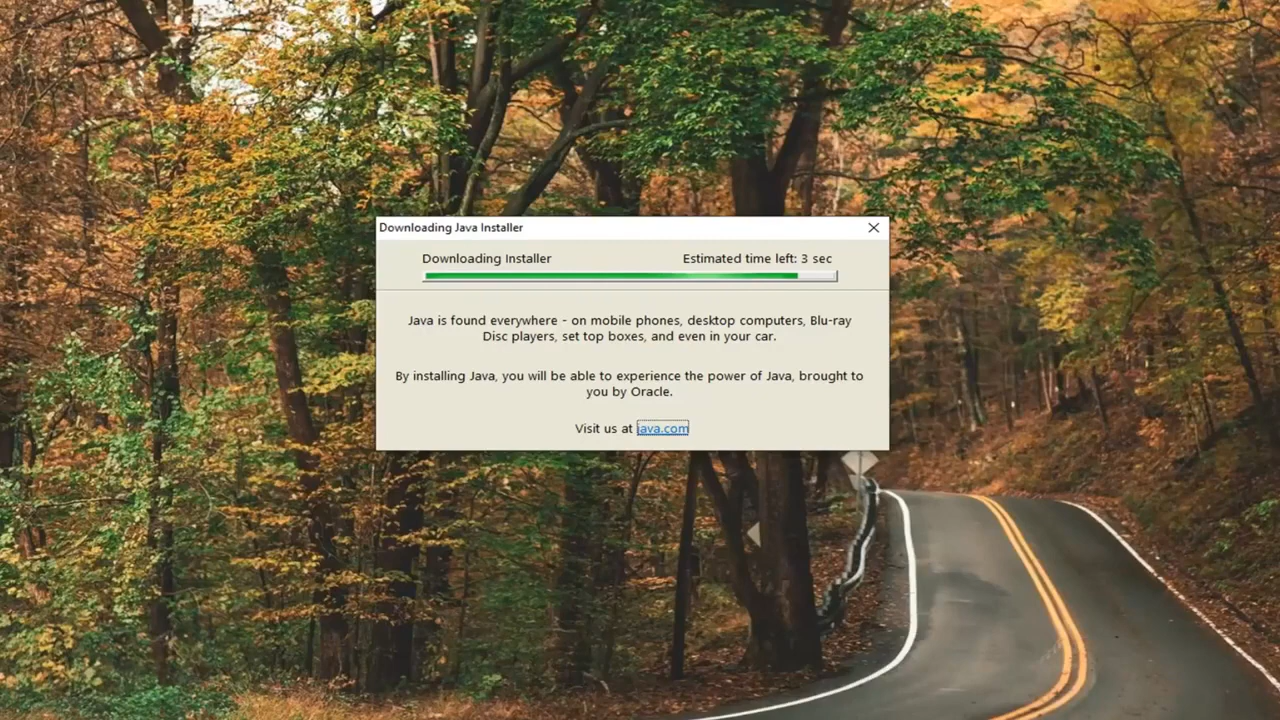 Downloading Java Installer
Downloading Installer Estimated time left: 3 sec
Java is found everywhere - on mobile phones, desktop computers, Blu-ray
Disc players, set top boxes, and even in your car.
By installing Java, you will be able to experience the power of Java, brought to
you by Oracle.
Visit us at java.com